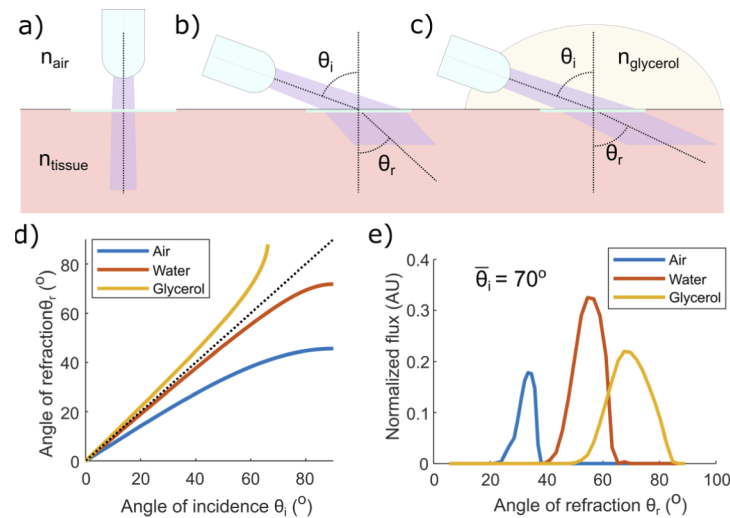 a)
b)
c)
n_air
θ_i
θ_i
n_glycerol
n_tissue
θ_r
θ_r
d)
e)
Air
Water
Glycerol
80
60
40
20
0
0 20 40 60 80
Angle of refractionθ_r (°)
Angle of incidence θ_i (°)
θ̅_i = 70°
Air
Water
Glycerol
0.4
0.3
0.2
0.1
0
0 20 40 60 80 100
Normalized flux (AU)
Angle of refraction θ_r (°)